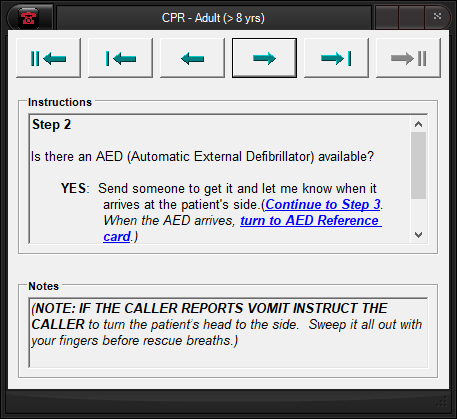 CPR - Adult (> 8 yrs)
Instructions
Step 2
Is there an AED (Automatic External Defibrillator) available?
YES:  Send someone to get it and let me know when it
arrives at the patient's side.(Continue to Step 3.
When the AED arrives, turn to AED Reference
card.)
Notes
(NOTE: IF THE CALLER REPORTS VOMIT INSTRUCT THE
CALLER to turn the patient's head to the side.  Sweep it all out with
your fingers before rescue breaths.)